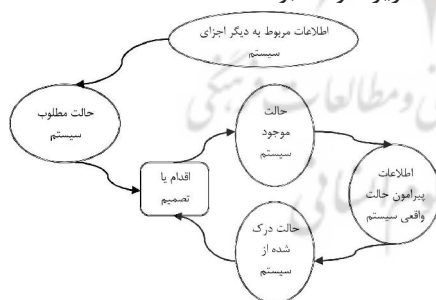 اطلاعات مربوط به دیگر اجزای
سیستم
حالت مطلوب
سیستم
حالت
موجود
سیستم
اقدام یا
تصمیم
اطلاعات
پیرامون حالت
واقعی سیستم
حالت درک
شده از
سیستم